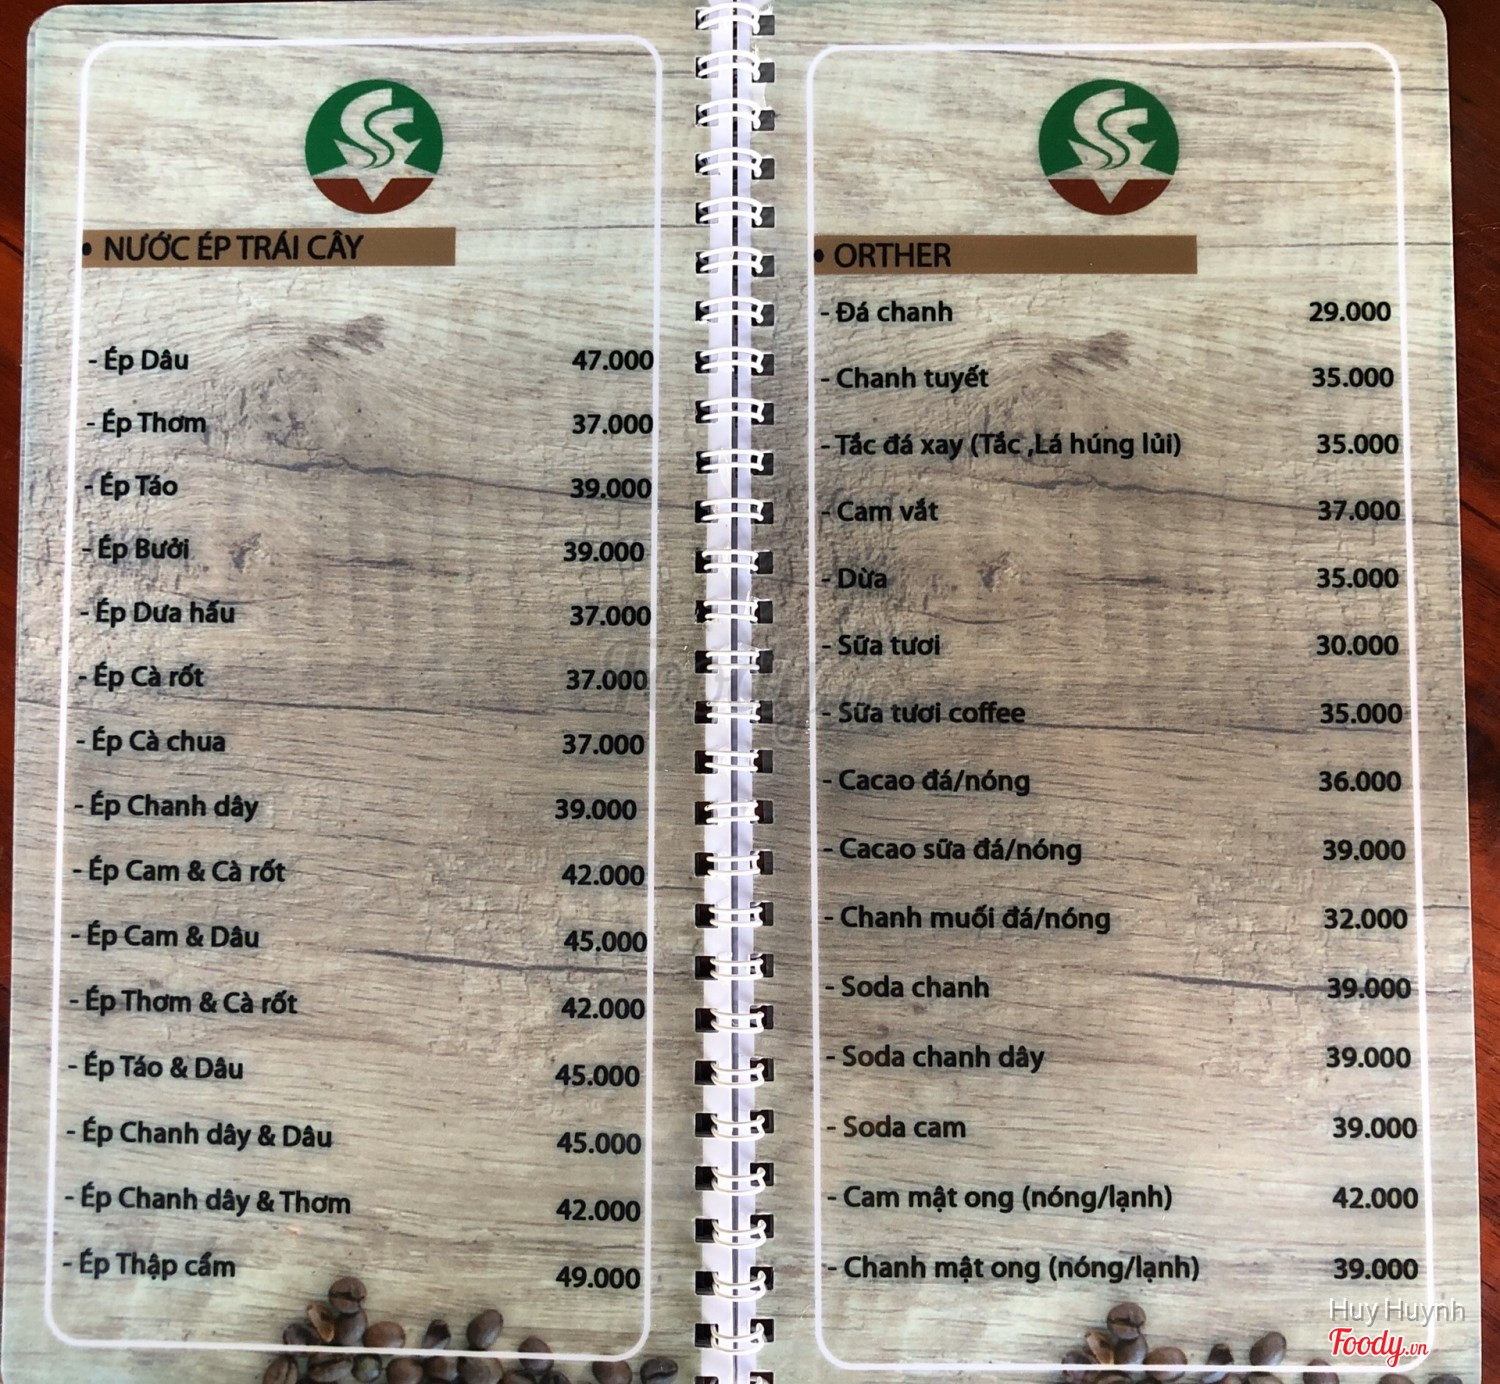 • NƯỚC ÉP TRÁI CÂY
- Ép Dâu 47.000
- Ép Thơm 37.000
- Ép Táo 39.000
- Ép Bưởi 39.000
- Ép Dưa hấu 37.000
- Ép Cà rốt 37.000
- Ép Cà chua 37.000
- Ép Chanh dây 39.000
- Ép Cam & Cà rốt 42.000
- Ép Cam & Dâu 45.000
- Ép Thơm & Cà rốt 42.000
- Ép Táo & Dâu 45.000
- Ép Chanh dây & Dâu 45.000
- Ép Chanh dây & Thơm 42.000
- Ép Thập cẩm 49.000
• ORTHER
- Đá chanh 29.000
- Chanh tuyết 35.000
- Tắc đá xay (Tắc ,Lá húng lủi) 35.000
- Cam vắt 37.000
- Dừa 35.000
- Sữa tươi 30.000
- Sữa tươi coffee 35.000
- Cacao đá/nóng 36.000
- Cacao sữa đá/nóng 39.000
- Chanh muối đá/nóng 32.000
- Soda chanh 39.000
- Soda chanh dây 39.000
- Soda cam 39.000
- Cam mật ong (nóng/lạnh) 42.000
- Chanh mật ong (nóng/lạnh) 39.000
Huy Huynh
Foody.vn